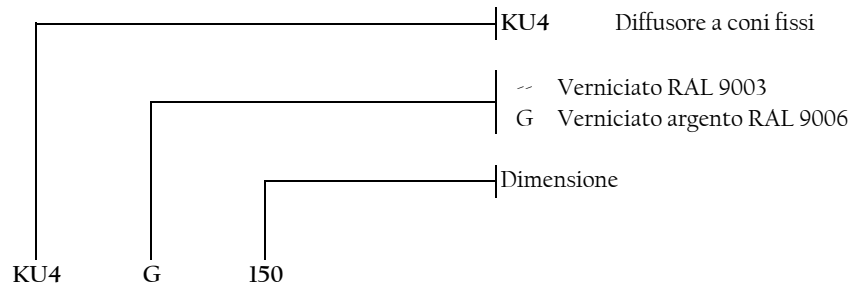 KU4 Diffusore a coni fissi
-- Verniciato RAL 9003
G Verniciato argento RAL 9006
Dimensione
KU4 G 150